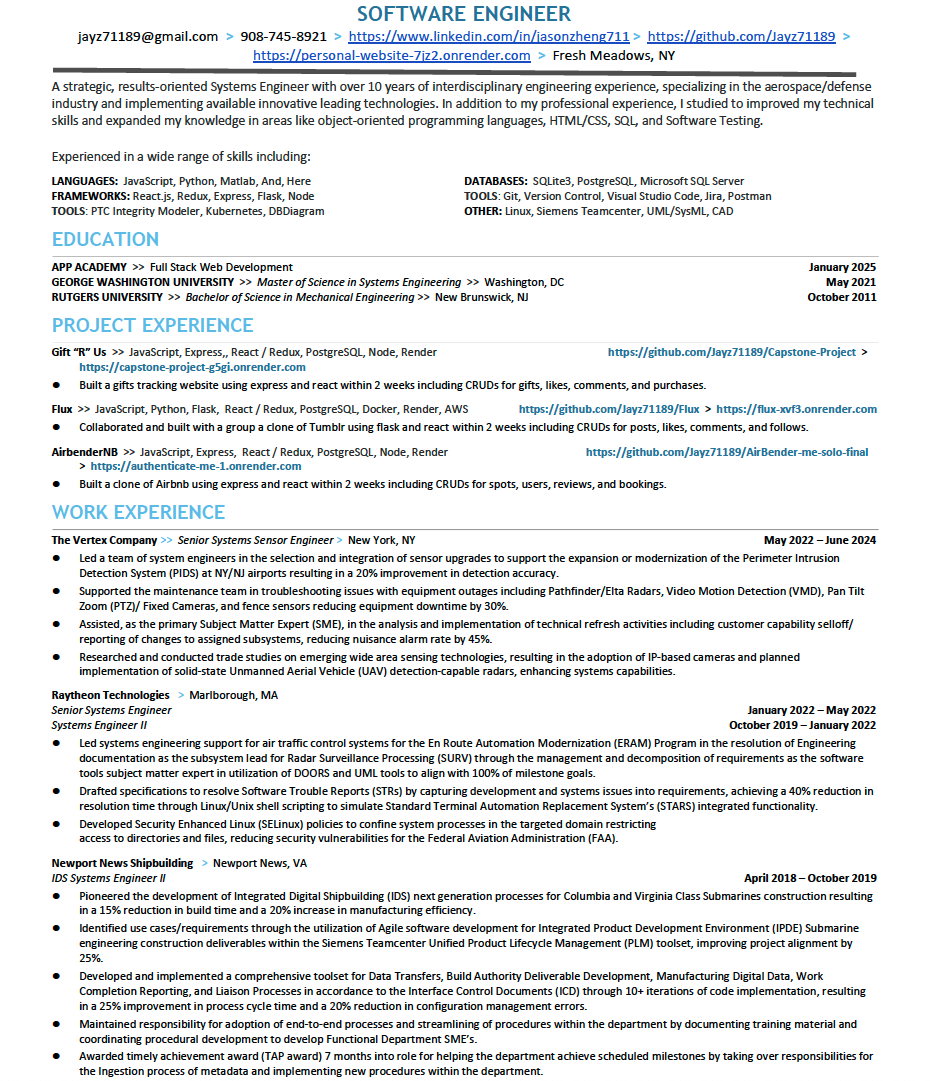 SOFTWARE ENGINEER
jayz71189@gmail.com > 908-745-8921 > https://www.linkedin.com/in/jasonzheng711 > https://github.com/Jayz71189 >
https://personal-website-7jz2.onrender.com > Fresh Meadows, NY
A strategic, results-oriented Systems Engineer with over 10 years of interdisciplinary engineering experience, specializing in the aerospace/defense
industry and implementing available innovative leading technologies. In addition to my professional experience, I studied to improved my technical
skills and expanded my knowledge in areas like object-oriented programming languages, HTML/CSS, SQL, and Software Testing.
Experienced in a wide range of skills including:
LANGUAGES: JavaScript, Python, Matlab, And, Here
FRAMEWORKS: React.js, Redux, Express, Flask, Node
TOOLS: PTC Integrity Modeler, Kubernetes, DBDiagram
DATABASES: SQLite3, PostgreSQL, Microsoft SQL Server
TOOLS: Git, Version Control, Visual Studio Code, Jira, Postman
OTHER: Linux, Siemens Teamcenter, UML/SysML, CAD
EDUCATION
APP ACADEMY >> Full Stack Web Development January 2025
GEORGE WASHINGTON UNIVERSITY >> Master of Science in Systems Engineering >> Washington, DC May 2021
RUTGERS UNIVERSITY >> Bachelor of Science in Mechanical Engineering >> New Brunswick, NJ October 2011
PROJECT EXPERIENCE
Gift “R” Us >> JavaScript, Express,, React / Redux, PostgreSQL, Node, Render https://github.com/Jayz71189/Capstone-Project >
https://capstone-project-g5gi.onrender.com
● Built a gifts tracking website using express and react within 2 weeks including CRUDs for gifts, likes, comments, and purchases.
Flux >> JavaScript, Python, Flask, React / Redux, PostgreSQL, Docker, Render, AWS https://github.com/Jayz71189/Flux > https://flux-xvf3.onrender.com
● Collaborated and built with a group a clone of Tumblr using flask and react within 2 weeks including CRUDs for posts, likes, comments, and follows.
AirbenderNB >> JavaScript, Express, React / Redux, PostgreSQL, Node, Render https://github.com/Jayz71189/AirBender-me-solo-final
> https://authenticate-me-1.onrender.com
● Built a clone of Airbnb using express and react within 2 weeks including CRUDs for spots, users, reviews, and bookings.
WORK EXPERIENCE
The Vertex Company >> Senior Systems Sensor Engineer > New York, NY May 2022 – June 2024
● Led a team of system engineers in the selection and integration of sensor upgrades to support the expansion or modernization of the Perimeter Intrusion
Detection System (PIDS) at NY/NJ airports resulting in a 20% improvement in detection accuracy.
● Supported the maintenance team in troubleshooting issues with equipment outages including Pathfinder/Elta Radars, Video Motion Detection (VMD), Pan Tilt
Zoom (PTZ)/ Fixed Cameras, and fence sensors reducing equipment downtime by 30%.
● Assisted, as the primary Subject Matter Expert (SME), in the analysis and implementation of technical refresh activities including customer capability selloff/
reporting of changes to assigned subsystems, reducing nuisance alarm rate by 45%.
● Researched and conducted trade studies on emerging wide area sensing technologies, resulting in the adoption of IP-based cameras and planned
implementation of solid-state Unmanned Aerial Vehicle (UAV) detection-capable radars, enhancing systems capabilities.
Raytheon Technologies > Marlborough, MA
Senior Systems Engineer January 2022 – May 2022
Systems Engineer II October 2019 – January 2022
● Led systems engineering support for air traffic control systems for the En Route Automation Modernization (ERAM) Program in the resolution of Engineering
documentation as the subsystem lead for Radar Surveillance Processing (SURV) through the management and decomposition of requirements as the software
tools subject matter expert in utilization of DOORS and UML tools to align with 100% of milestone goals.
● Drafted specifications to resolve Software Trouble Reports (STRs) by capturing development and systems issues into requirements, achieving a 40% reduction in
resolution time through Linux/Unix shell scripting to simulate Standard Terminal Automation Replacement System’s (STARS) integrated functionality.
● Developed Security Enhanced Linux (SELinux) policies to confine system processes in the targeted domain restricting
access to directories and files, reducing security vulnerabilities for the Federal Aviation Administration (FAA).
Newport News Shipbuilding > Newport News, VA
IDS Systems Engineer II April 2018 – October 2019
● Pioneered the development of Integrated Digital Shipbuilding (IDS) next generation processes for Columbia and Virginia Class Submarines construction resulting
in a 15% reduction in build time and a 20% increase in manufacturing efficiency.
● Identified use cases/requirements through the utilization of Agile software development for Integrated Product Development Environment (IPDE) Submarine
engineering construction deliverables within the Siemens Teamcenter Unified Product Lifecycle Management (PLM) toolset, improving project alignment by
25%.
● Developed and implemented a comprehensive toolset for Data Transfers, Build Authority Deliverable Development, Manufacturing Digital Data, Work
Completion Reporting, and Liaison Processes in accordance to the Interface Control Documents (ICD) through 10+ iterations of code implementation, resulting
in a 25% improvement in process cycle time and a 20% reduction in configuration management errors.
● Maintained responsibility for adoption of end-to-end processes and streamlining of procedures within the department by documenting training material and
coordinating procedural development to develop Functional Department SME’s.
● Awarded timely achievement award (TAP award) 7 months into role for helping the department achieve scheduled milestones by taking over responsibilities for
the Ingestion process of metadata and implementing new procedures within the department.